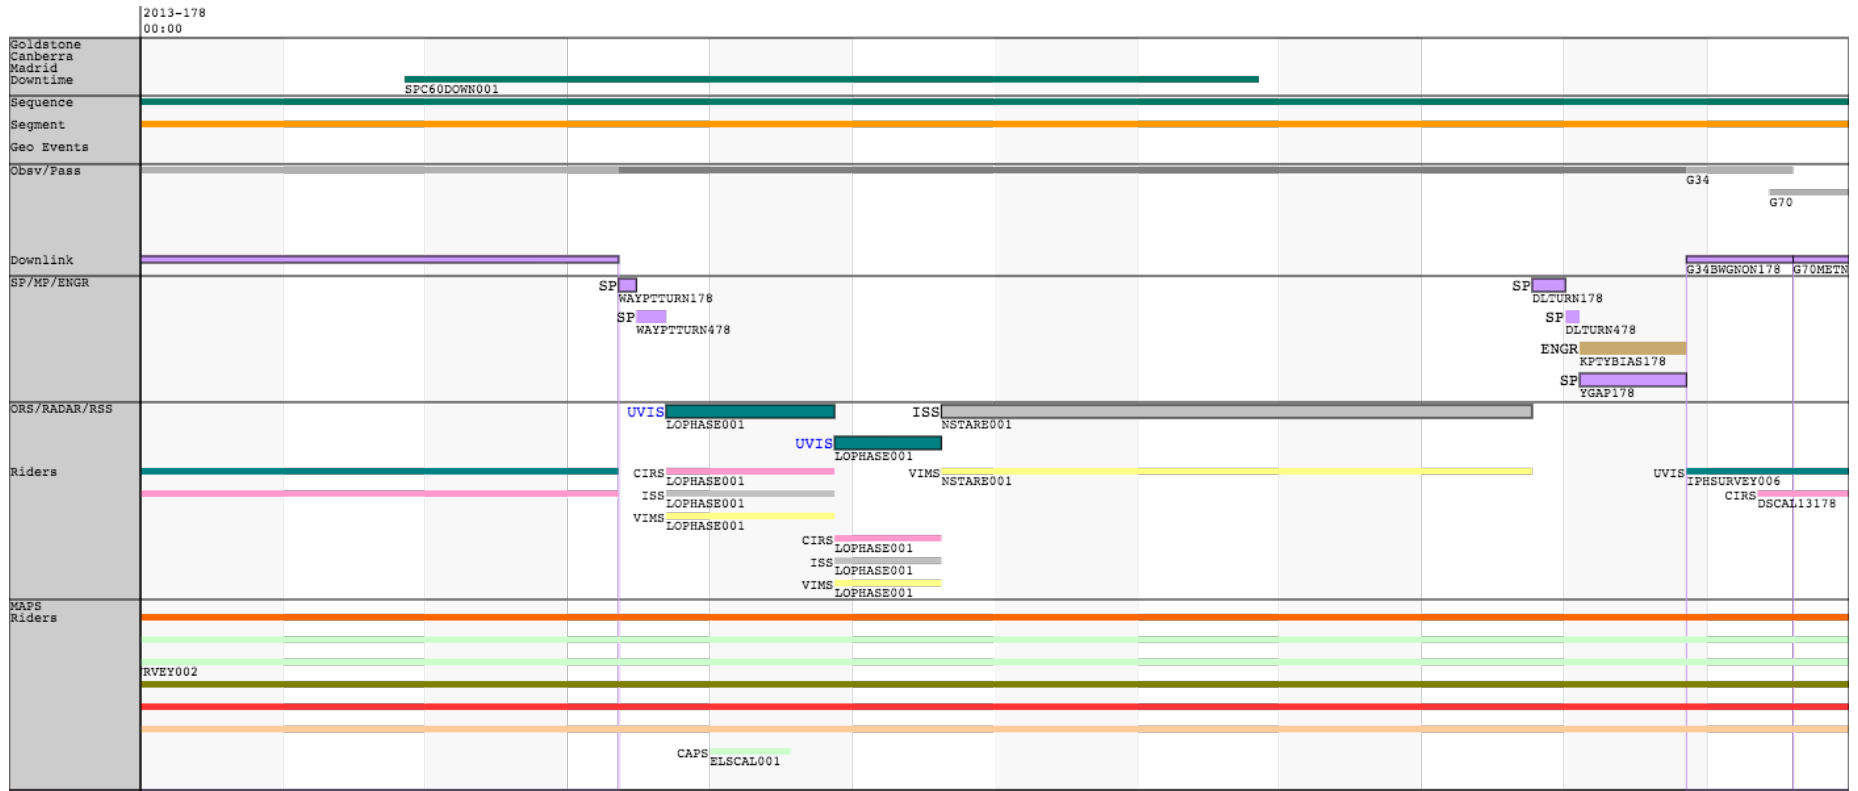 2013-178
00:00
Goldstone
Canberra
Madrid
Downtime
SPC60DOWN001
Sequence
Segment
Geo Events
Obsv/Pass
G34
G70
Downlink
G34BWGNON178 G70METN
SP/MP/ENGR
SP SP
WAYPTTURN178 DLTURN178
SP SP
WAYPTTURN478 DLTURN478
ENGR
KPTYBIAS178
SP
YGAP178
ORS/RADAR/RSS UVIS ISS
LOPHASE001 NSTARE001
UVIS
LOPHASE001
Riders CIRS VIMS UVIS
LOPHASE001 NSTARE001 IPHSURVEY006
ISS CIRS
LOPHASE001 DSCAL13178
VIMS
LOPHASE001
CIRS
LOPHASE001
ISS
LOPHASE001
VIMS
LOPHASE001
MAPS
Riders
RVEY002
CAPS
ELSCAL001